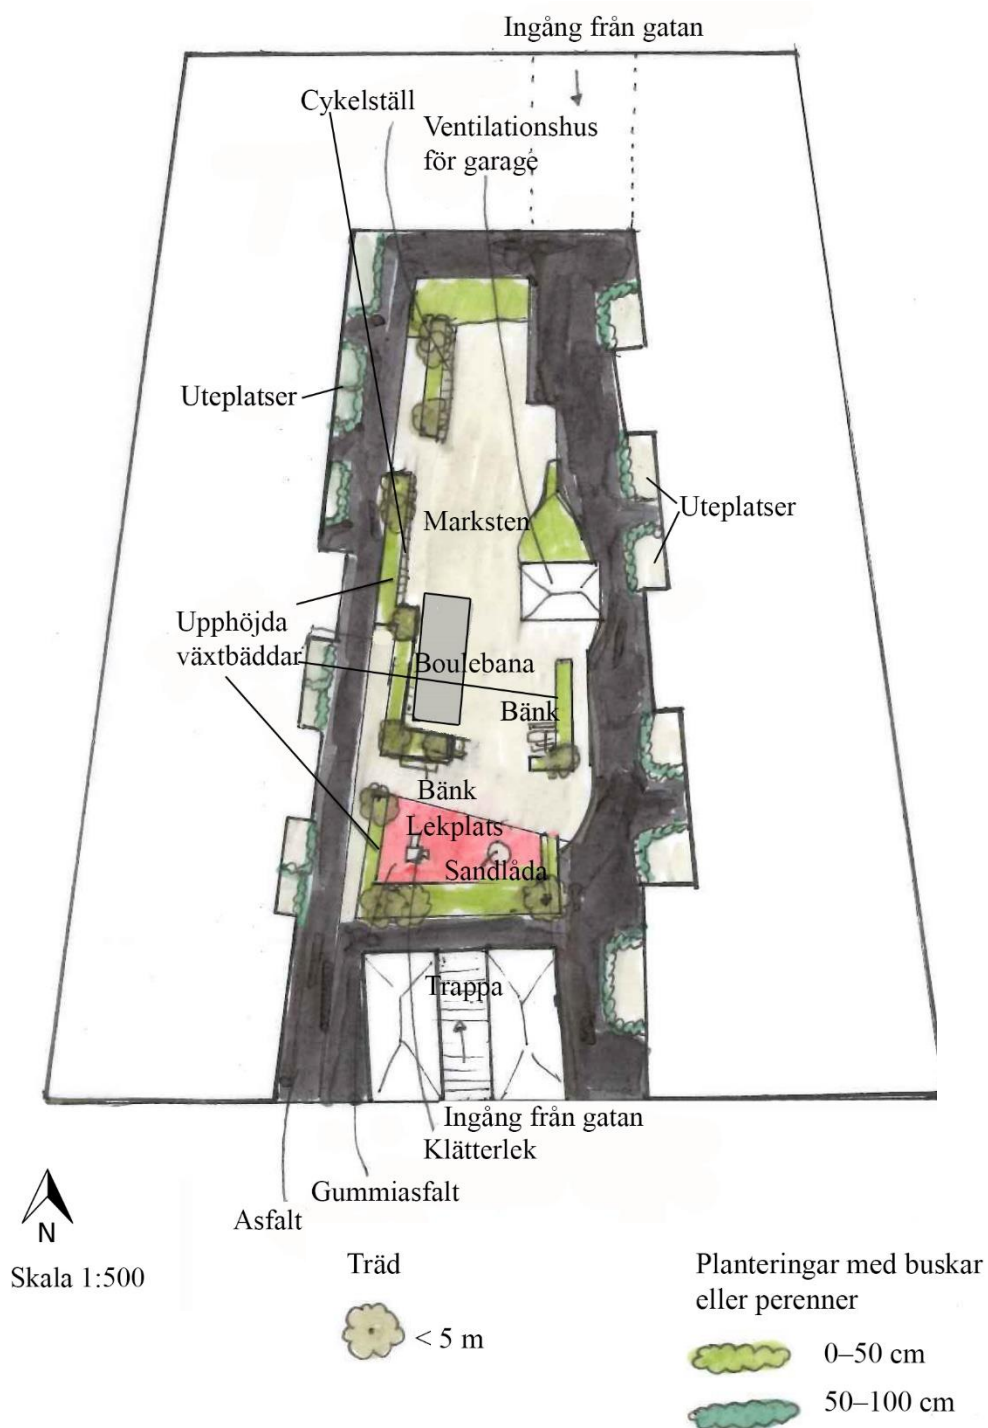 Ingång från gatan
Cykelställ
Ventilationshus
för garage
Uteplatser
Marksten
Uteplatser
Upphöjda
växtbäddar
Boulebana
Bänk
Bänk
Lekplats
Sandlåda
Trappa
Ingång från gatan
Klätterlek
Gummiasfalt
Asfalt
N
Skala 1:500
Träd
< 5 m
Planteringar med buskar
eller perenner
0–50 cm
50–100 cm